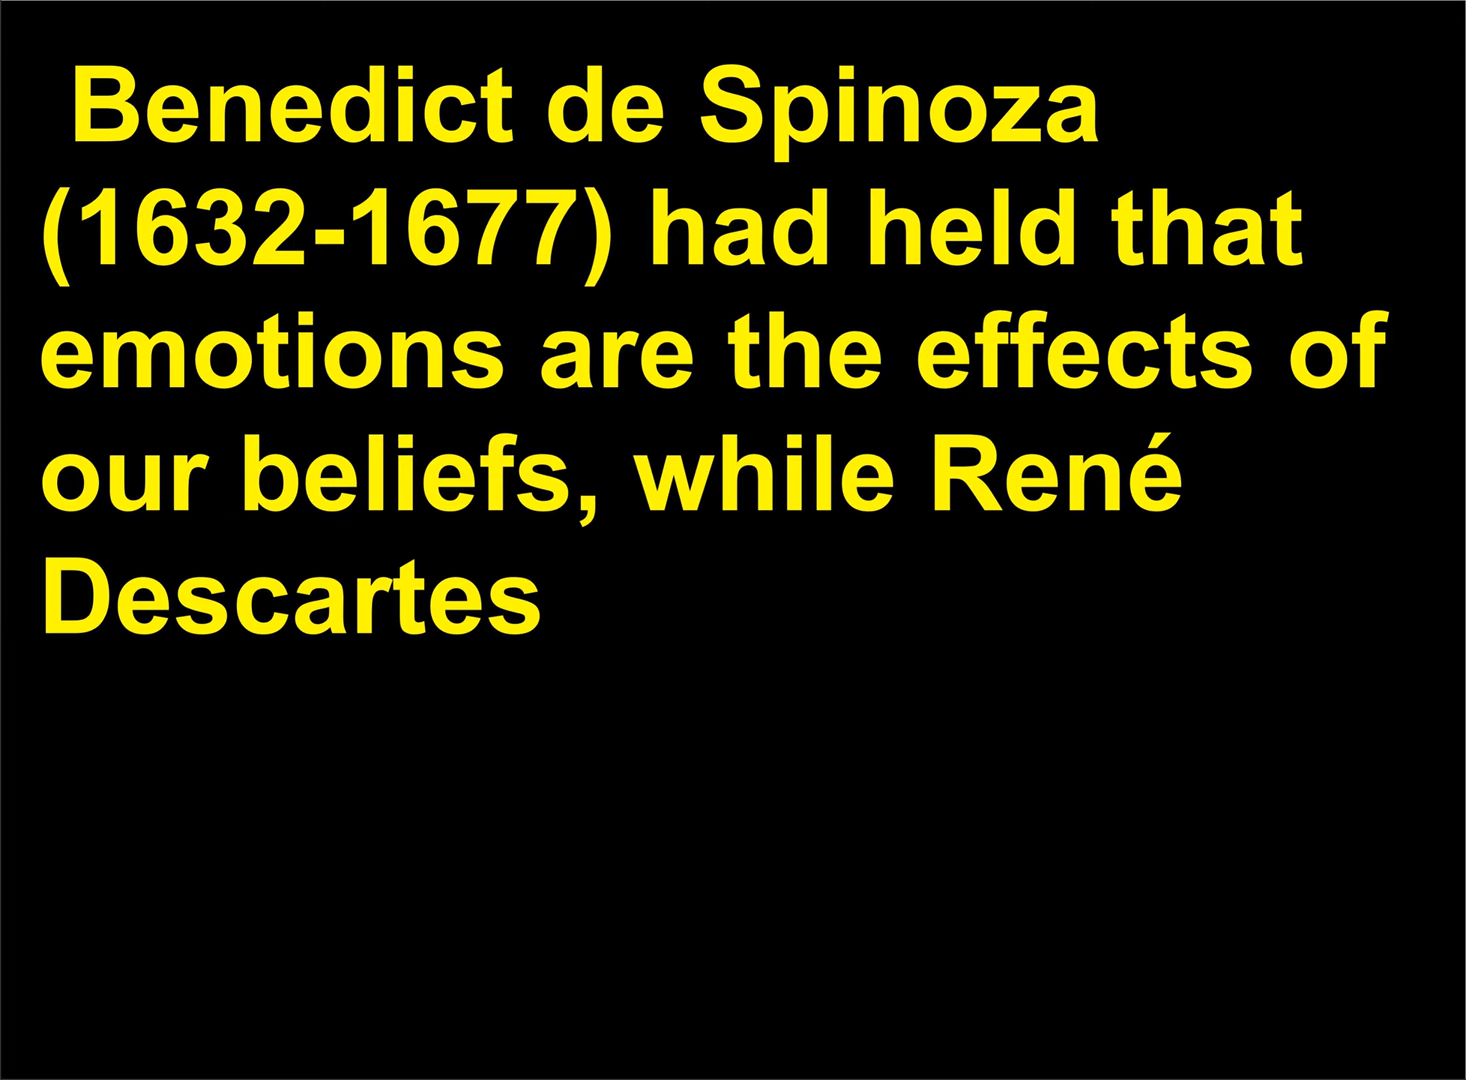 Benedict de Spinoza
(1632-1677) had held that
emotions are the effects of
our beliefs, while René
Descartes